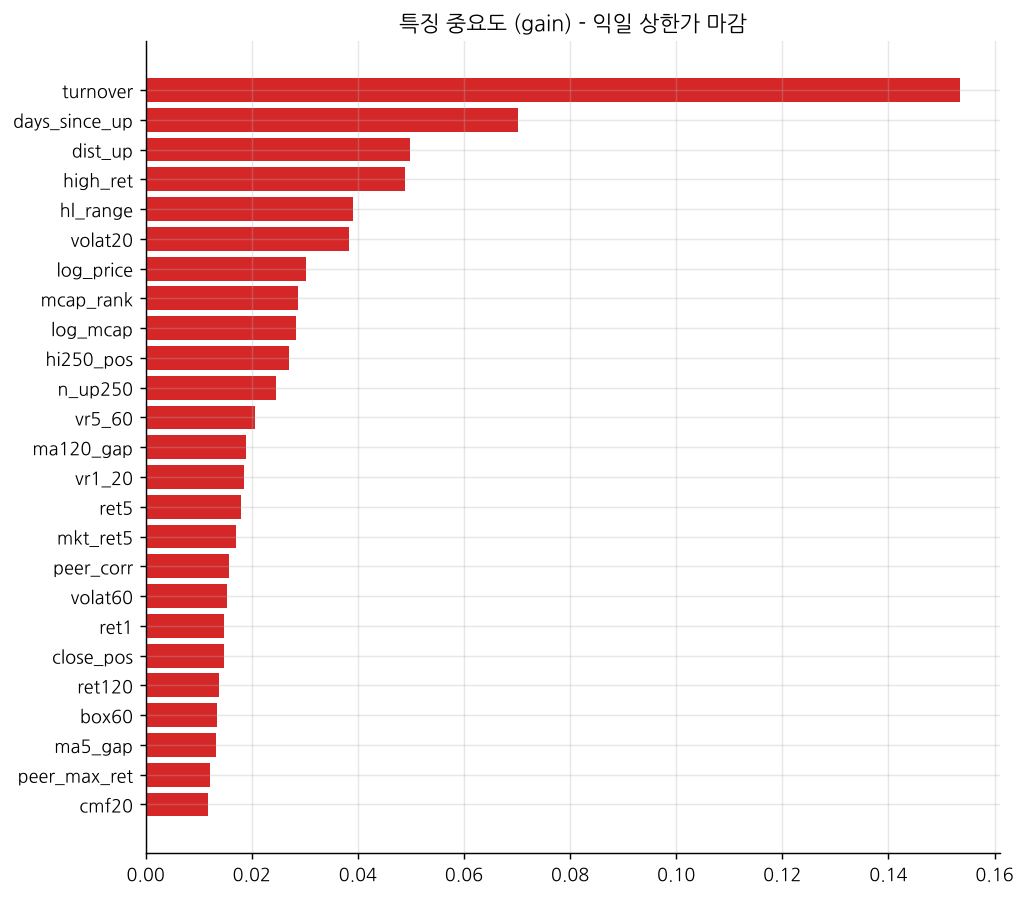 특징 중요도 (gain) - 익일 상한가 마감
turnover
days_since_up
dist_up
high_ret
hl_range
volat20
log_price
mcap_rank
log_mcap
hi250_pos
n_up250
vr5_60
ma120_gap
vr1_20
ret5
mkt_ret5
peer_corr
volat60
ret1
close_pos
ret120
box60
ma5_gap
peer_max_ret
cmf20
0.00 0.02 0.04 0.06 0.08 0.10 0.12 0.14 0.16